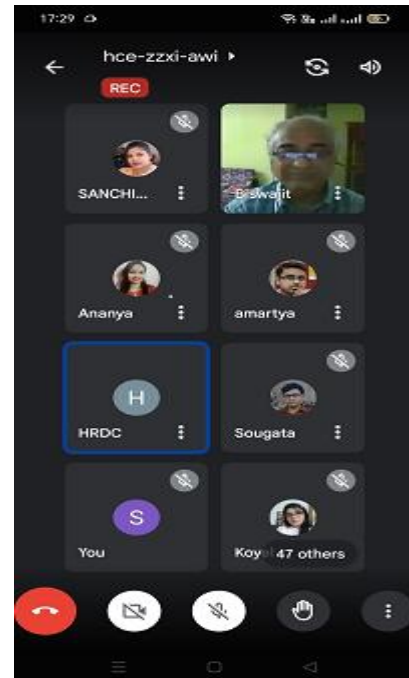 17:29
hce-zzxi-awi
REC
SANCHI...
Biswajit
Ananya
amartya
H
HRDC
Sougata
S
You
47 others